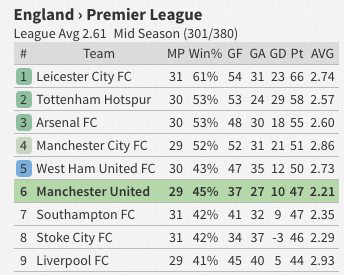 England › Premier League
League Avg 2.61 Mid Season (301/380)
# Team MP Win% GF GA GD Pt AVG
1 Leicester City FC 31 61% 54 31 23 66 2.74
2 Tottenham Hotspur 30 53% 53 24 29 58 2.57
3 Arsenal FC 30 53% 48 30 18 55 2.60
4 Manchester City FC 29 52% 52 31 21 51 2.86
5 West Ham United FC 30 43% 47 35 12 50 2.73
6 Manchester United 29 45% 37 27 10 47 2.21
7 Southampton FC 31 42% 41 32 9 47 2.35
8 Stoke City FC 31 42% 34 37 -3 46 2.29
9 Liverpool FC 29 41% 45 40 5 44 2.93